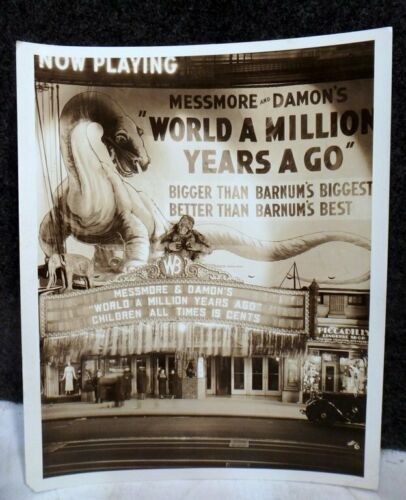 NOW PLAYING
MESSMORE AND DAMON'S
"WORLD A MILLION
YEARS AGO"
BIGGER THAN BARNUM'S BIGGEST
BETTER THAN BARNUM'S BEST
WB
MESSMORE & DAMON'S
"WORLD A MILLION YEARS AGO"
CHILDREN ALL TIMES 15 CENTS
PICCADILLY